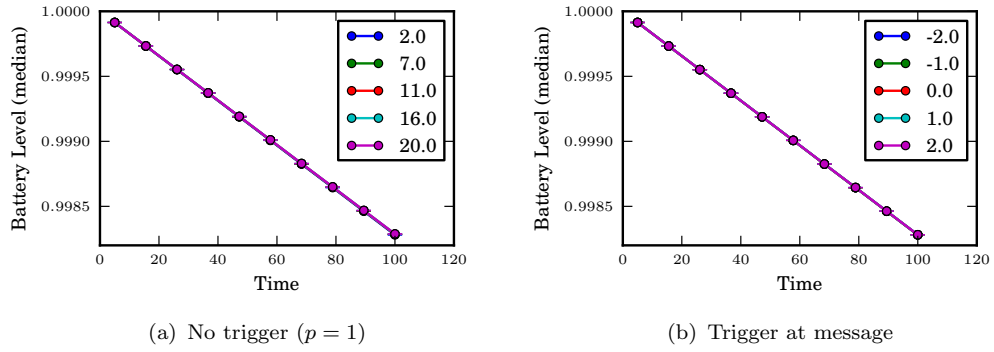 1.0000
0.9995
0.9990
0.9985
Battery Level (median)
0 20 40 60 80 100 120
Time
2.0
7.0
11.0
16.0
20.0
(a) No trigger (p = 1)
1.0000
0.9995
0.9990
0.9985
Battery Level (median)
0 20 40 60 80 100 120
Time
-2.0
-1.0
0.0
1.0
2.0
(b) Trigger at message